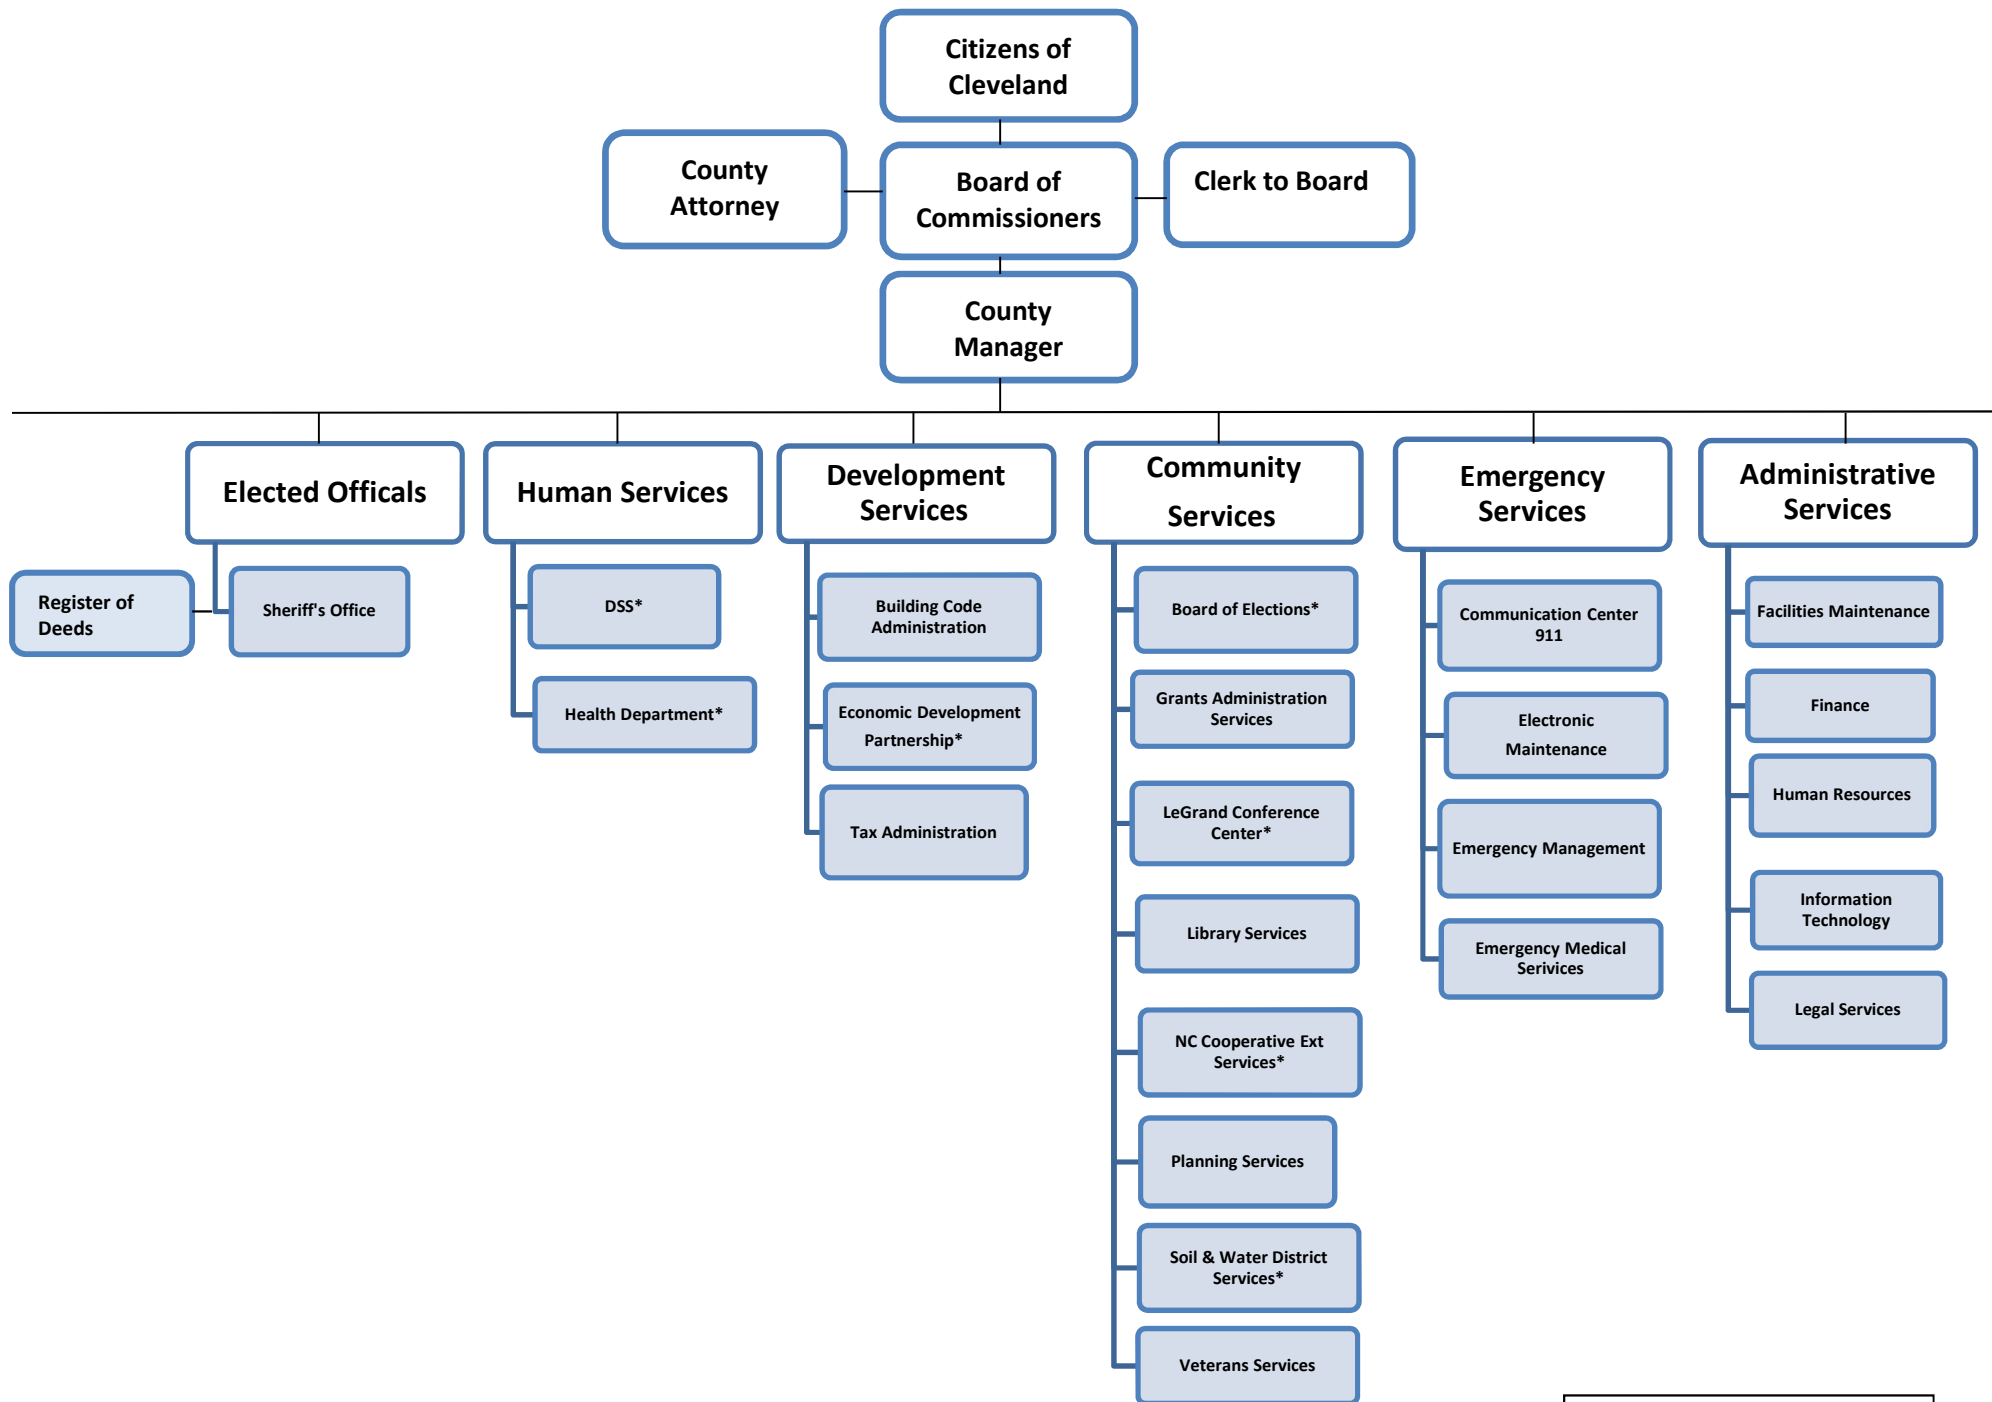 Citizens of
Cleveland
County
Attorney
Board of
Commissioners
Clerk to Board
County
Manager
Elected Officals
Register of
Deeds
Sheriff's Office
Human Services
DSS*
Health Department*
Development
Services
Building Code
Administration
Economic Development
Partnership*
Tax Administration
Community
Services
Board of Elections*
Grants Administration
Services
LeGrand Conference
Center*
Library Services
NC Cooperative Ext
Services*
Planning Services
Soil & Water District
Services*
Veterans Services
Emergency
Services
Communication Center
911
Electronic
Maintenance
Emergency Management
Emergency Medical
Serivices
Administrative
Services
Facilities Maintenance
Finance
Human Resources
Information
Technology
Legal Services